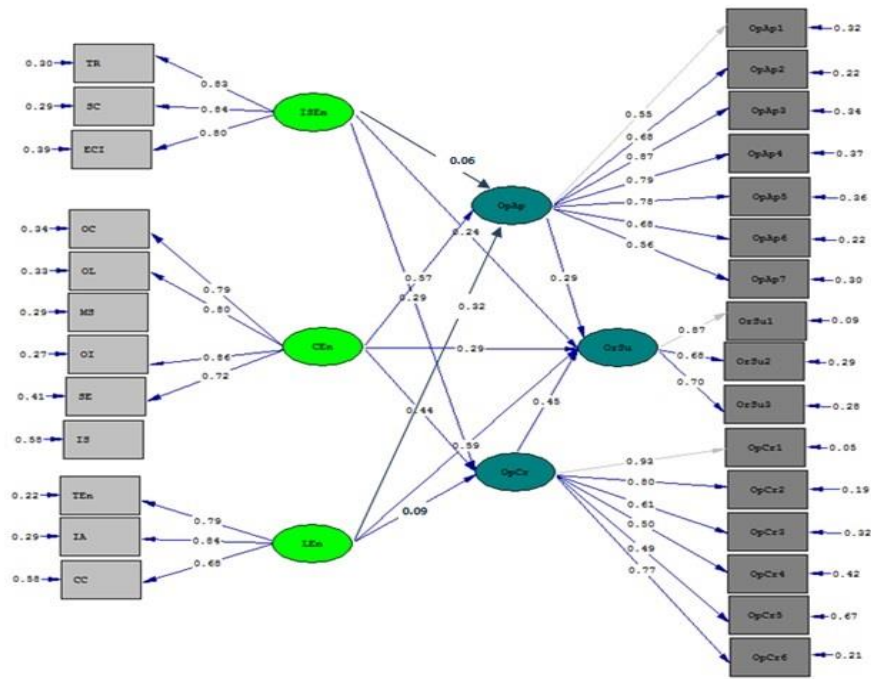 0.30 TR
0.29 SC
0.39 ECI
0.83
0.84
0.80
ISEn
0.34 OC
0.33 OL
0.29 MS
0.27 OI
0.41 SE
0.58 IS
0.79
0.80
0.86
0.72
CEn
0.22 TEn
0.29 IA
0.58 CC
0.79
0.84
0.68
IEn
0.06
0.24
0.57
0.29
0.32
0.29
0.29
0.44
0.59
0.45
0.09
OpAp
OrSu
OpCr
0.55
0.68
0.87
0.79
0.78
0.68
0.56
OpAp1 0.32
OpAp2 0.22
OpAp3 0.34
OpAp4 0.37
OpAp5 0.36
OpAp6 0.22
OpAp7 0.30
0.87
0.68
0.70
OrSu1 0.09
OrSu2 0.29
OrSu3 0.28
0.93
0.80
0.61
0.50
0.49
0.77
OpCr1 0.05
OpCr2 0.19
OpCr3 0.32
OpCr4 0.42
OpCr5 0.67
OpCr6 0.21